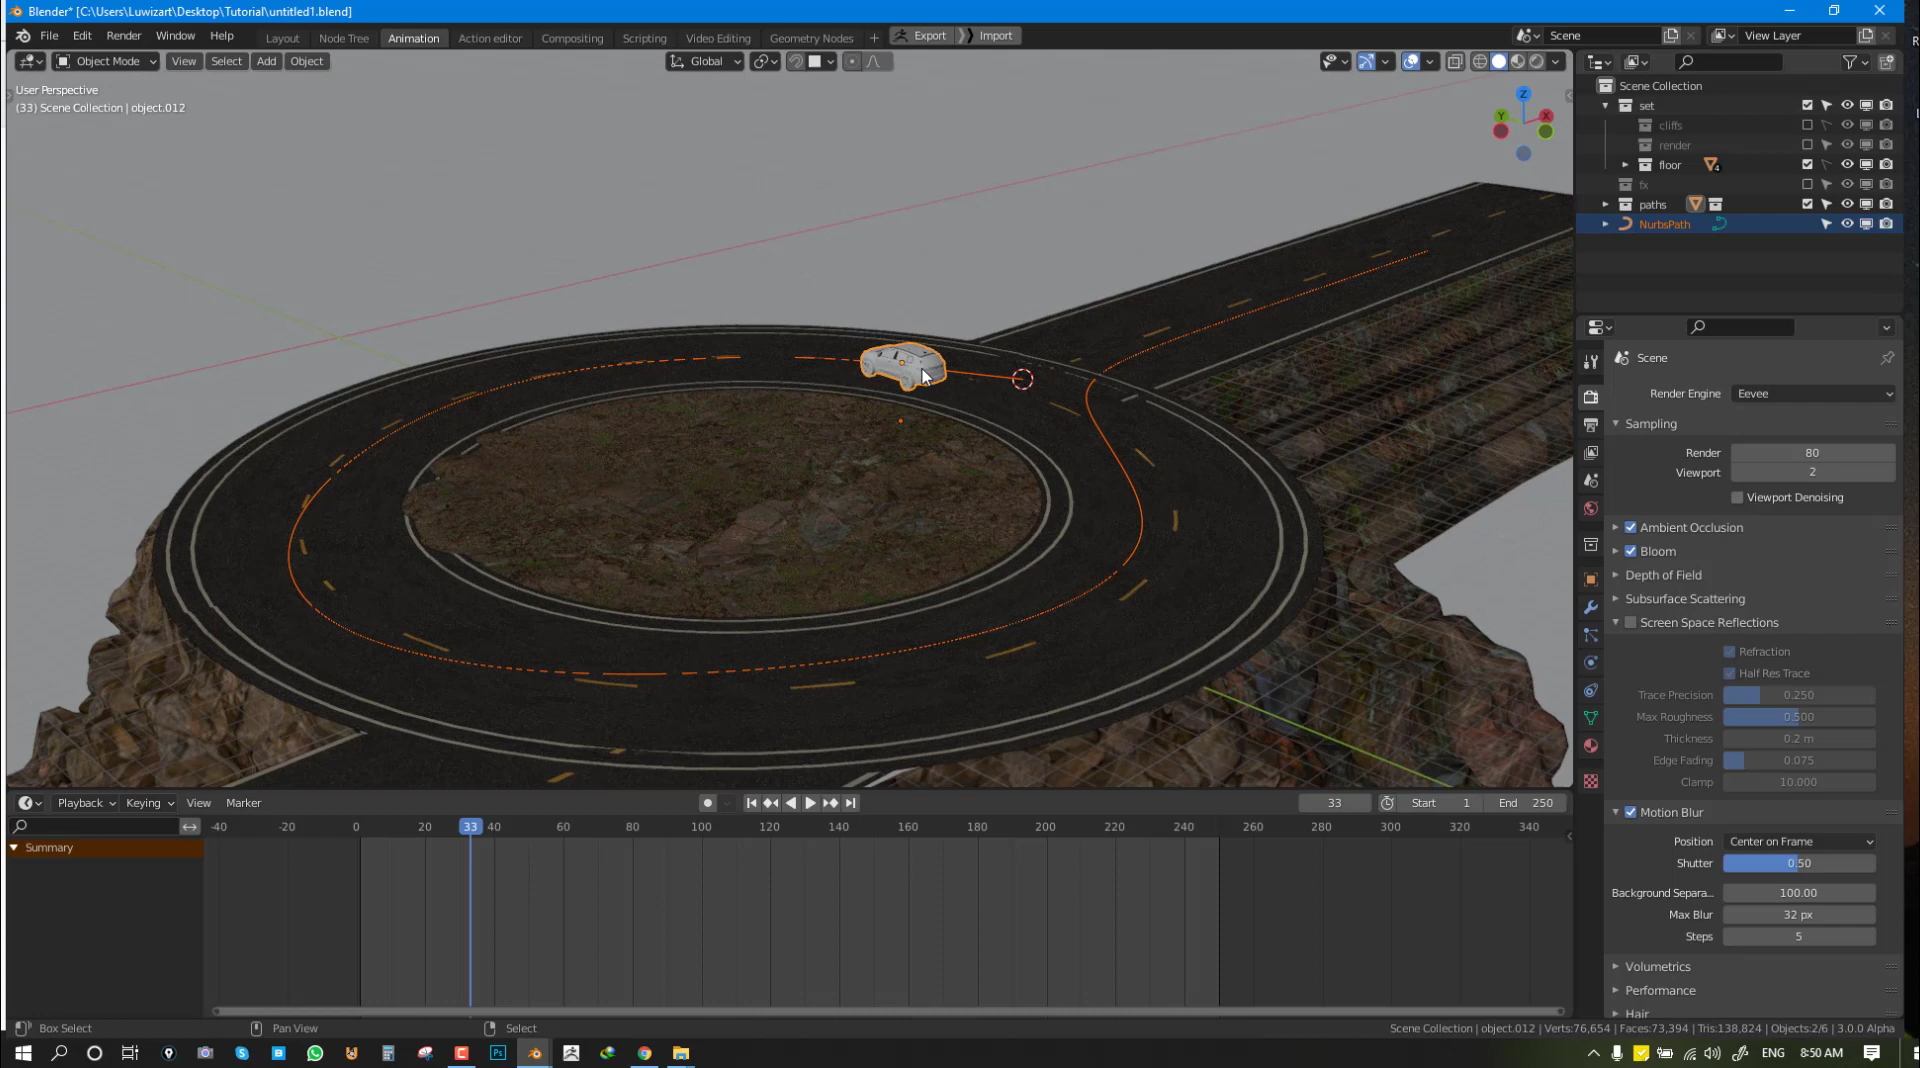 Blender* [C:\Users\Luwizart\Desktop\Tutorial\untitled1.blend]
File Edit Render Window Help Layout Node Tree Animation Action editor Compositing Scripting Video Editing Geometry Nodes + Export Import Scene View Layer
Object Mode View Select Add Object Global
User Perspective
(33) Scene Collection | object.012
Z
Y X
Scene Collection
set
cliffs
render
floor 4
fx
paths
NurbsPath
Scene
Render Engine Eevee
Sampling
Render 80
Viewport 2
Viewport Denoising
Ambient Occlusion
Bloom
Depth of Field
Subsurface Scattering
Screen Space Reflections
Refraction
Half Res Trace
Trace Precision 0.250
Max Roughness 0.500
Thickness 0.2 m
Edge Fading 0.075
Clamp 10.000
Motion Blur
Position Center on Frame
Shutter 0.50
Background Separa... 100.00
Max Blur 32 px
Steps 5
Volumetrics
Performance
Hair
Playback Keying View Marker 33 Start 1 End 250
-40 -20 0 20 33 40 60 80 100 120 140 160 180 200 220 240 260 280 300 320 340
Summary
Box Select Pan View Select Scene Collection | object.012 | Verts:76,654 | Faces:73,394 | Tris:138,824 | Objects:2/6 | 3.0.0 Alpha
Ps ENG 8:50 AM